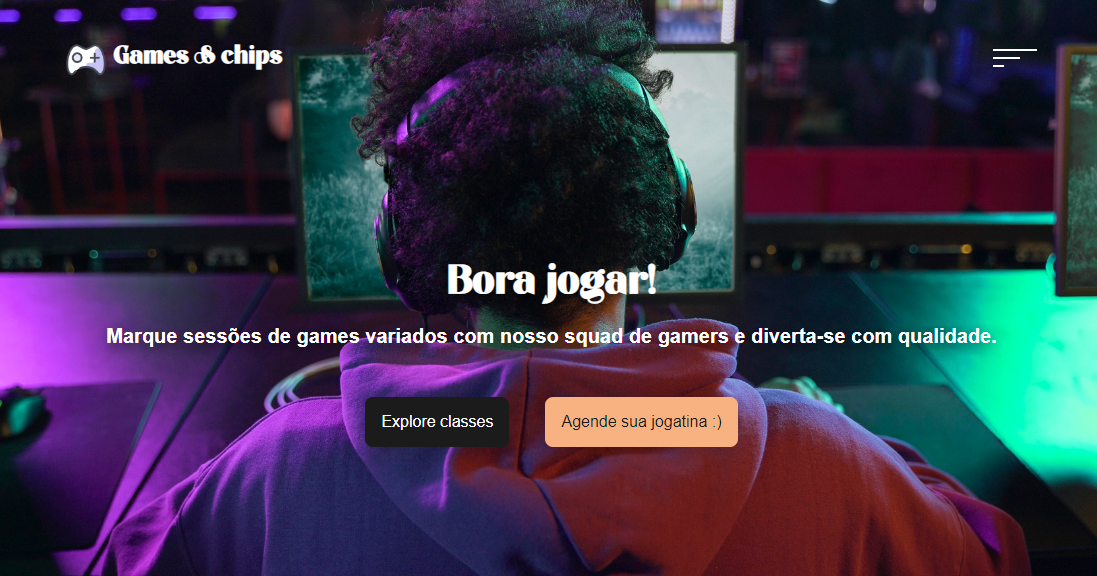 Games & chips
Bora jogar!
Marque sessões de games variados com nosso squad de gamers e diverta-se com qualidade.
Explore classes
Agende sua jogatina :)